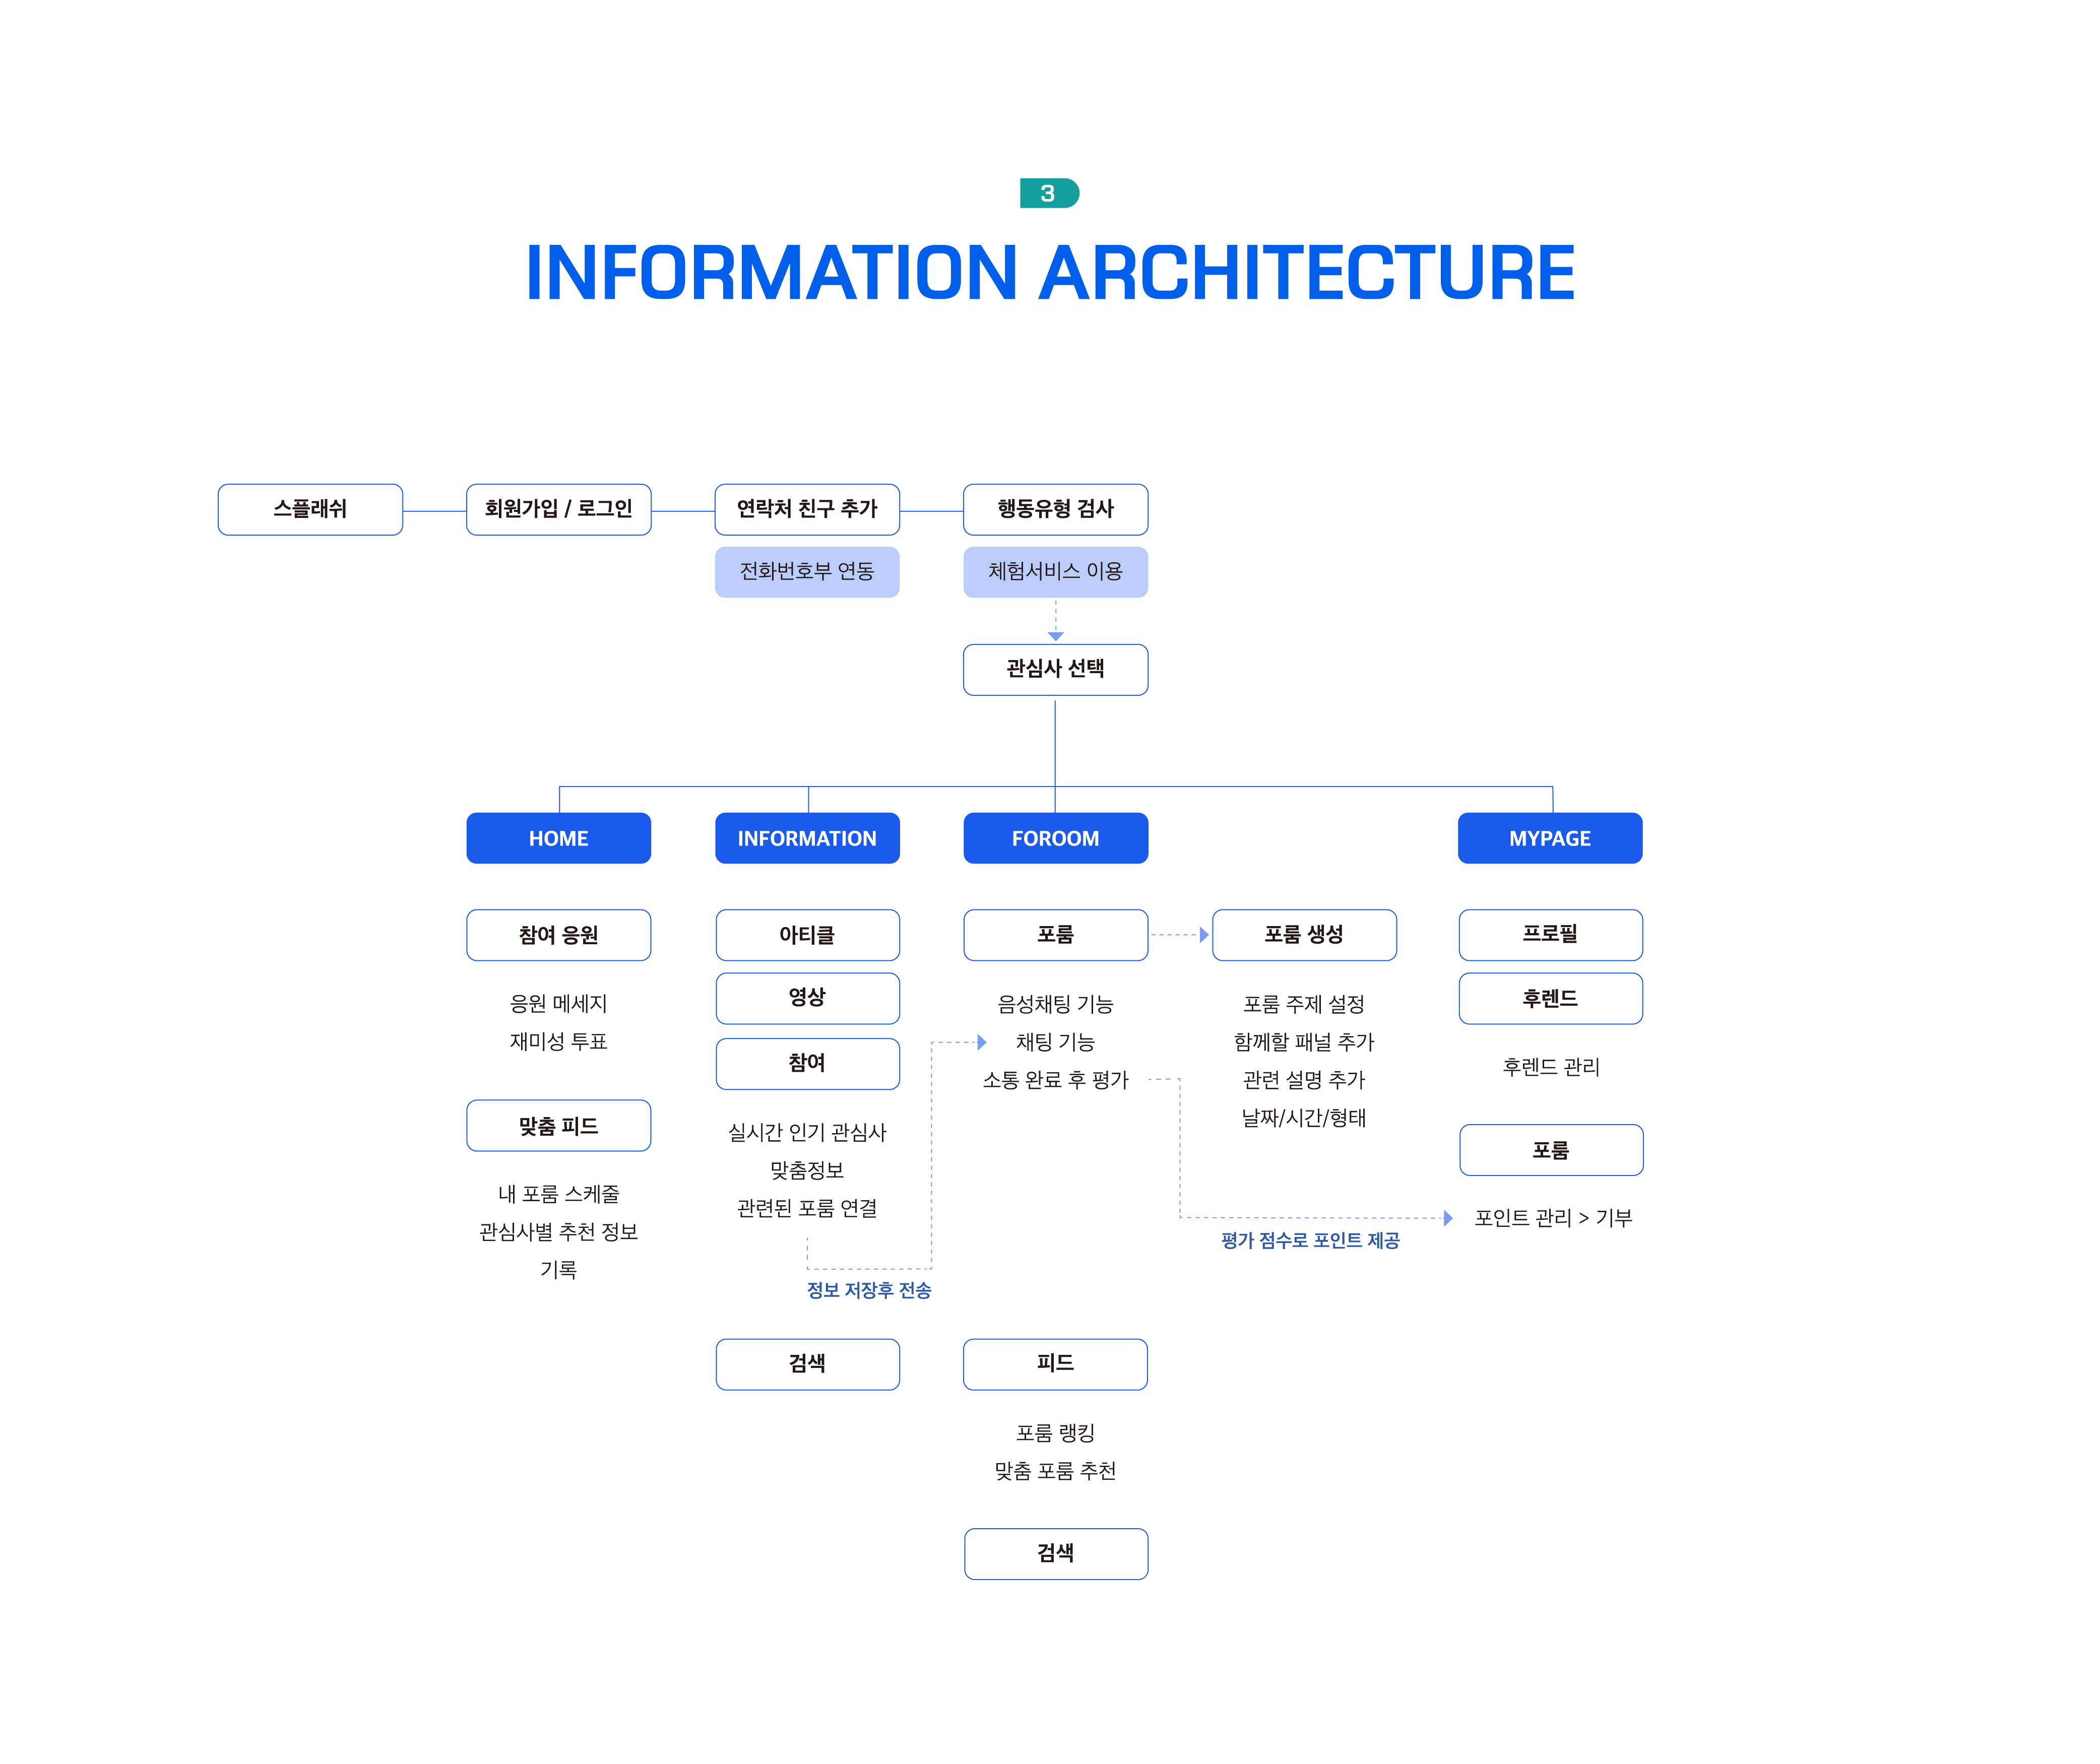 3
INFORMATION ARCHITECTURE
스플래쉬
회원가입 / 로그인
연락처 친구 추가
행동유형 검사
전화번호부 연동
체험서비스 이용
관심사 선택
HOME
INFORMATION
FOROOM
MYPAGE
참여 응원
응원 메세지
재미성 투표
맞춤 피드
내 포룸 스케줄
관심사별 추천 정보
기록
아티클
영상
참여
실시간 인기 관심사
맞춤정보
관련된 포룸 연결
정보 저장후 전송
검색
포룸
음성채팅 기능
채팅 기능
소통 완료 후 평가
피드
포룸 랭킹
맞춤 포룸 추천
검색
포룸 생성
포룸 주제 설정
함께할 패널 추가
관련 설명 추가
날짜/시간/형태
평가 점수로 포인트 제공
프로필
후렌드
후렌드 관리
포룸
포인트 관리 > 기부